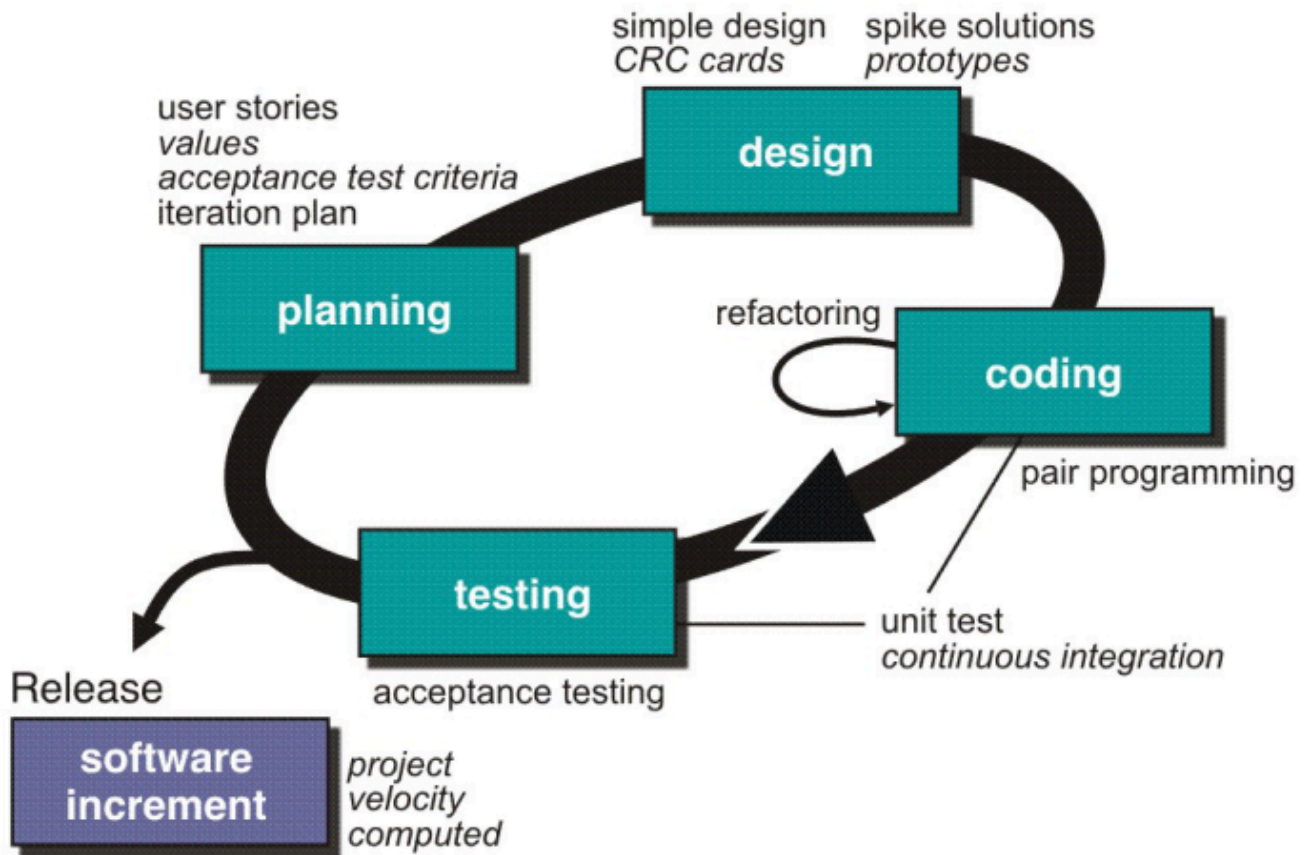 simple design
CRC cards
spike solutions
prototypes
user stories
values
acceptance test criteria
iteration plan
design
planning
refactoring
coding
pair programming
testing
unit test
continuous integration
acceptance testing
Release
software
increment
project
velocity
computed